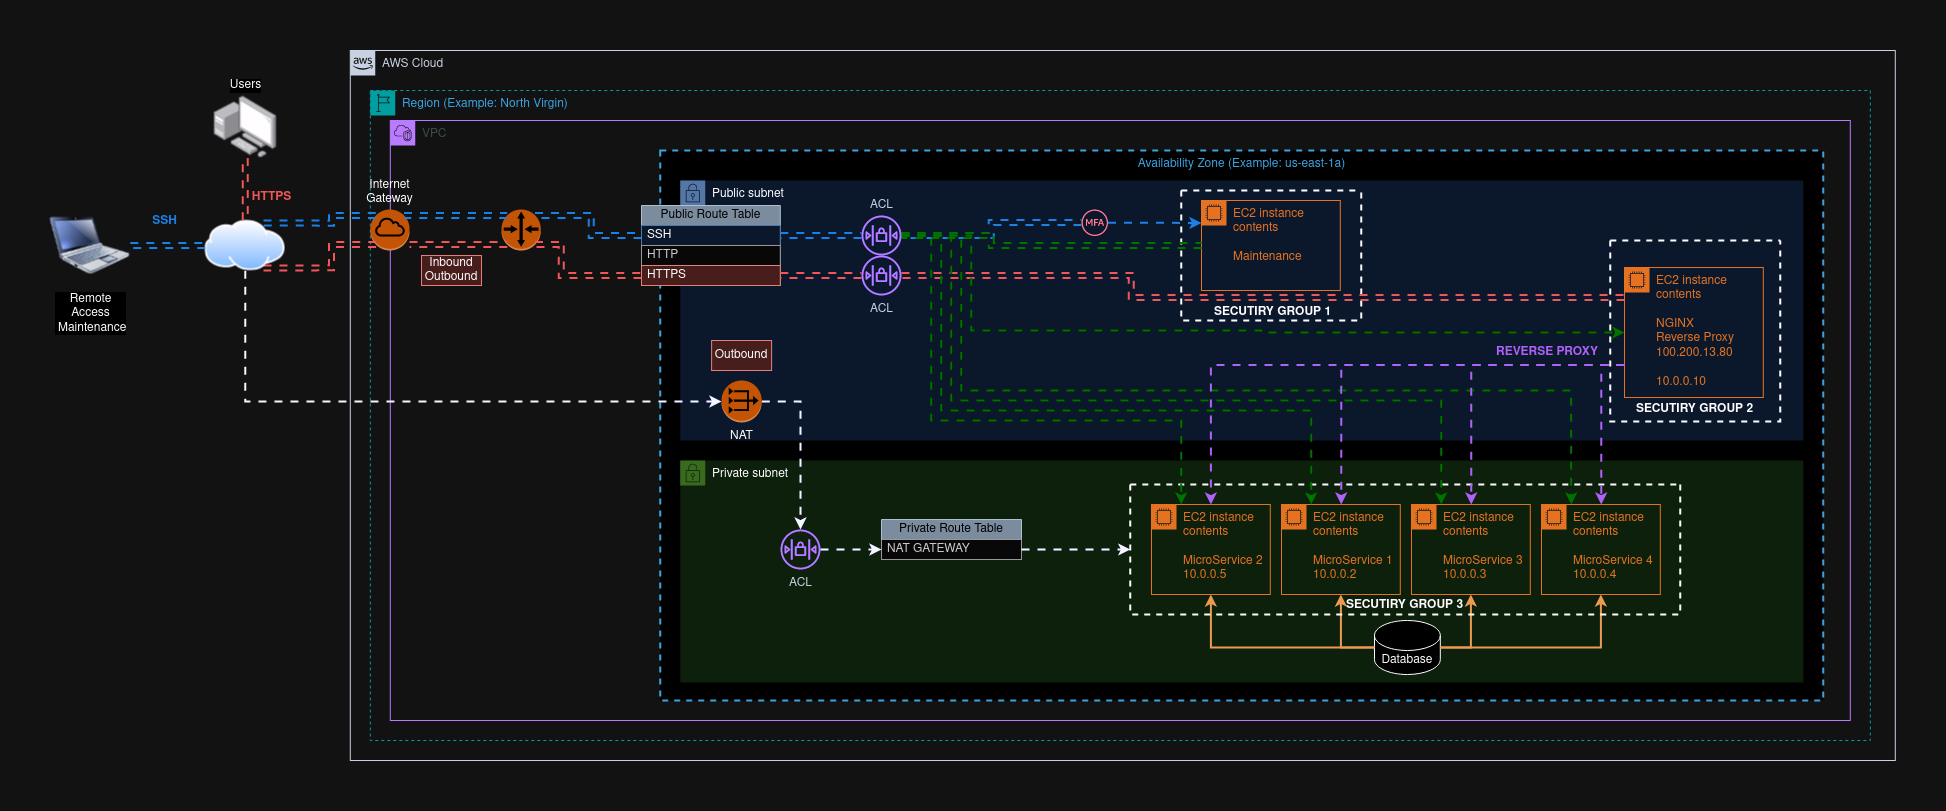 aws
AWS Cloud
Users
Region (Example: North Virgin)
VPC
Availability Zone (Example: us-east-1a)
Internet
Gateway
HTTPS
SSH
Public subnet
Public Route Table
SSH
HTTP
HTTPS
Inbound
Outbound
ACL
ACL
MFA
EC2 instance
contents
Maintenance
SECUTIRY GROUP 1
EC2 instance
contents
NGINX
Reverse Proxy
100.200.13.80
10.0.0.10
SECUTIRY GROUP 2
REVERSE PROXY
Remote
Access
Maintenance
Outbound
NAT
Private subnet
ACL
Private Route Table
NAT GATEWAY
EC2 instance
contents
MicroService 2
10.0.0.5
EC2 instance
contents
MicroService 1
10.0.0.2
EC2 instance
contents
MicroService 3
10.0.0.3
EC2 instance
contents
MicroService 4
10.0.0.4
SECUTIRY GROUP 3
Database